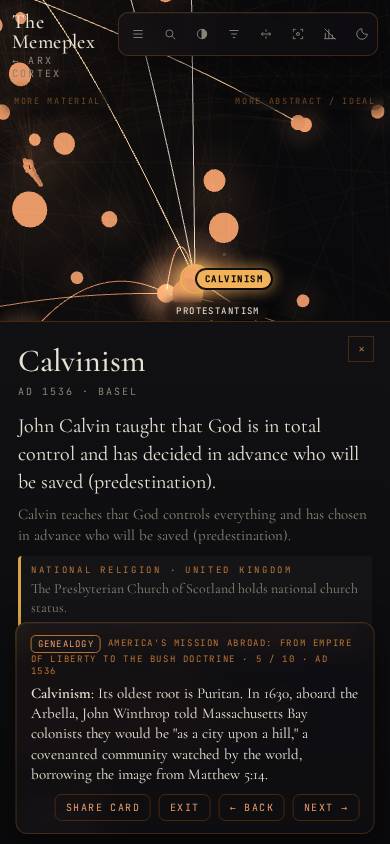 The
Memeplex
← ARX
CORTEX
MORE MATERIAL
MORE ABSTRACT / IDEAL
CALVINISM
PROTESTANTISM
Calvinism
×
AD 1536 · BASEL
John Calvin taught that God is in total
control and has decided in advance who will
be saved (predestination).
Calvin teaches that God controls everything and has chosen
in advance who will be saved (predestination).
NATIONAL RELIGION · UNITED KINGDOM
The Presbyterian Church of Scotland holds national church
status.
GENEALOGY AMERICA'S MISSION ABROAD: FROM EMPIRE
OF LIBERTY TO THE BUSH DOCTRINE · 5 / 10 · AD
1536
Calvinism: Its oldest root is Puritan. In 1630, aboard the
Arbella, John Winthrop told Massachusetts Bay
colonists they would be "as a city upon a hill," a
covenanted community watched by the world,
borrowing the image from Matthew 5:14.
SHARE CARD
EXIT
← BACK
NEXT →